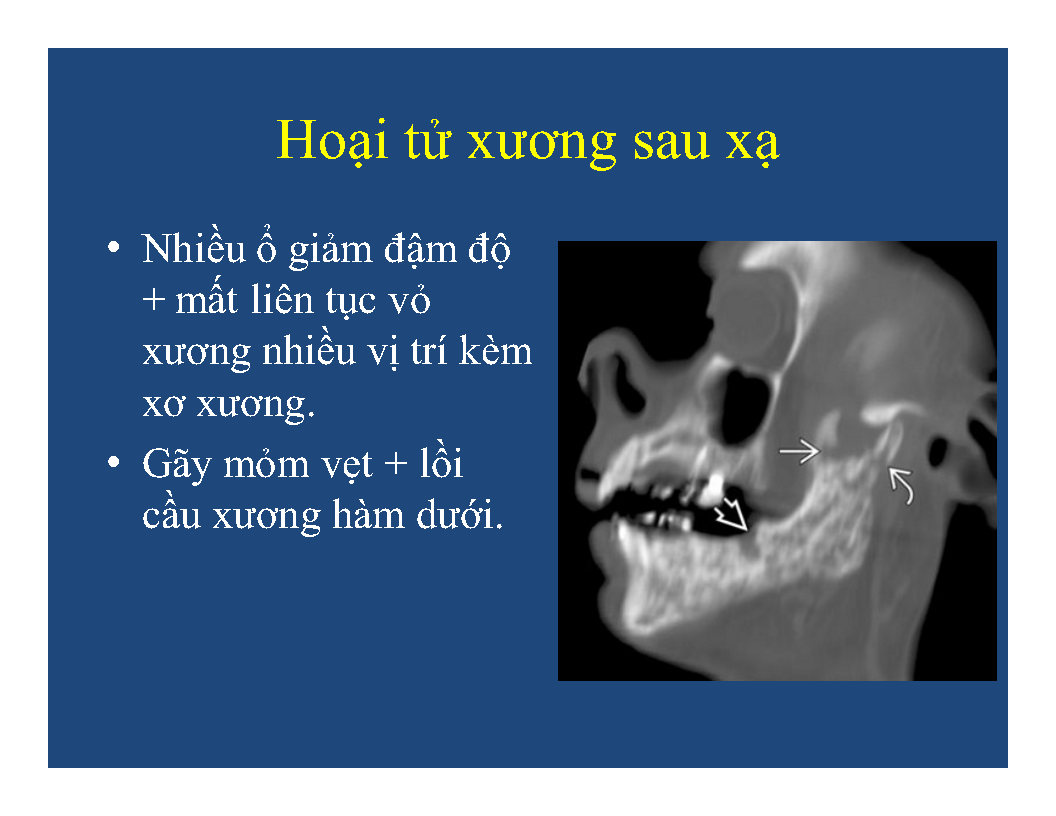 Hoại tử xương sau xạ
• Nhiều ổ giảm đậm độ
+ mất liên tục vỏ
xương nhiều vị trí kèm
xơ xương.
• Gãy mỏm vẹt + lồi
cầu xương hàm dưới.